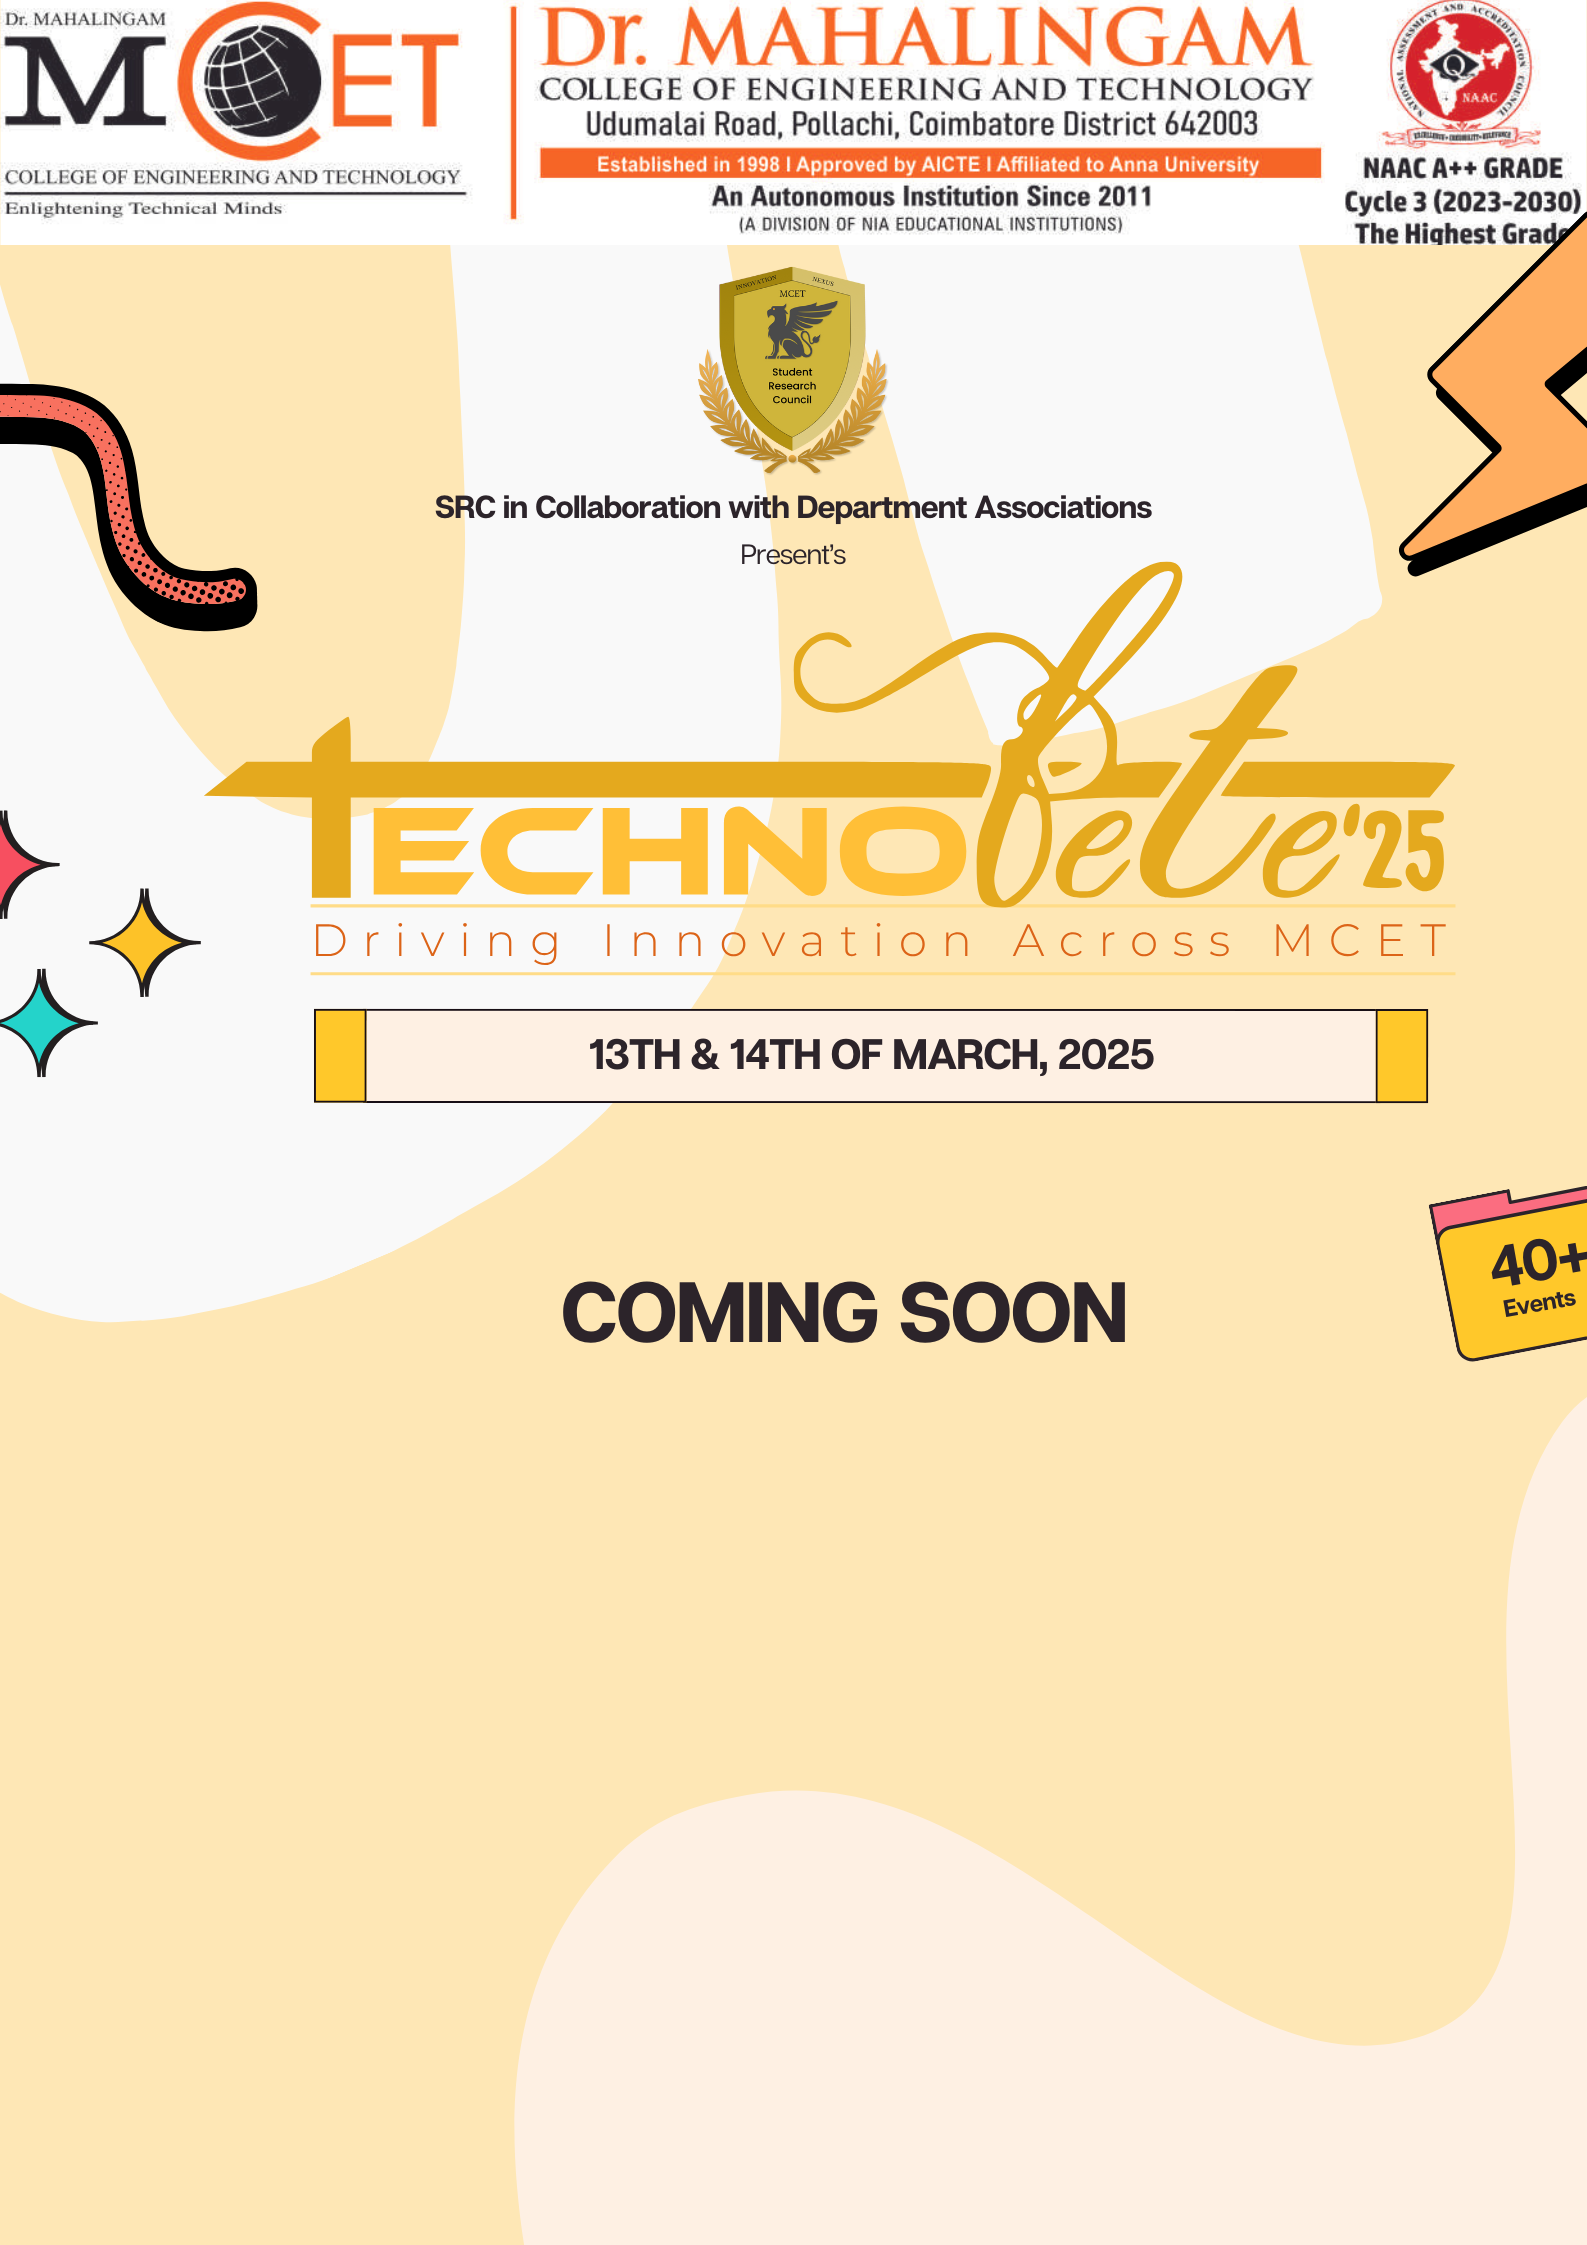 Dr. MAHALINGAM
MCET
COLLEGE OF ENGINEERING AND TECHNOLOGY
Enlightening Technical Minds
Dr. MAHALINGAM
COLLEGE OF ENGINEERING AND TECHNOLOGY
Udumalai Road, Pollachi, Coimbatore District 642003
Established in 1998 I Approved by AICTE I Affiliated to Anna University
An Autonomous Institution Since 2011
(A DIVISION OF NIA EDUCATIONAL INSTITUTIONS)
NATIONAL ASSESSMENT AND ACCREDITATION COUNCIL
Q
NAAC
EXCELLENCE • CREDIBILITY • RELEVANCE
NAAC A++ GRADE
Cycle 3 (2023-2030)
The Highest Grade
INNOVATION NEXUS
MCET
Student
Research
Council
SRC in Collaboration with Department Associations
Present's
tECHNOfete'25
Driving Innovation Across MCET
13TH & 14TH OF MARCH, 2025
40+
Events
COMING SOON